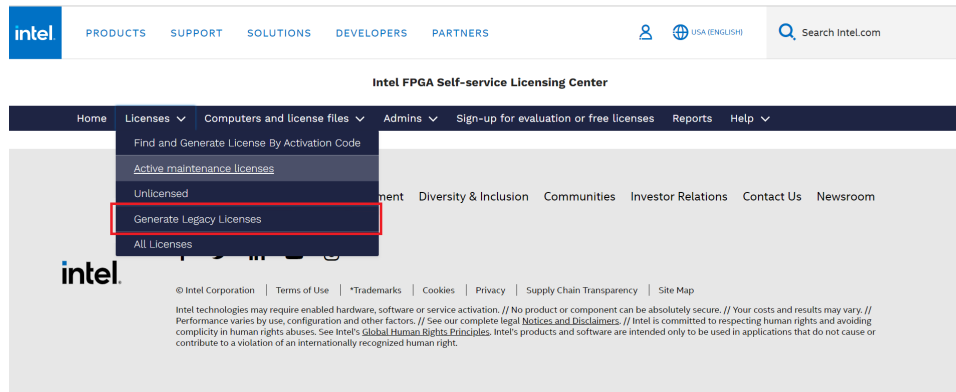 intel PRODUCTS SUPPORT SOLUTIONS DEVELOPERS PARTNERS USA (ENGLISH) Search Intel.com
Intel FPGA Self-service Licensing Center
Home Licenses Computers and license files Admins Sign-up for evaluation or free licenses Reports Help
Find and Generate License By Activation Code
Active maintenance licenses
Unlicensed
ment Diversity & Inclusion Communities Investor Relations Contact Us Newsroom
Generate Legacy Licenses
All Licenses
intel.
© Intel Corporation | Terms of Use | *Trademarks | Cookies | Privacy | Supply Chain Transparency | Site Map
Intel technologies may require enabled hardware, software or service activation. // No product or component can be absolutely secure. // Your costs and results may vary. //
Performance varies by use, configuration and other factors. // See our complete legal Notices and Disclaimers. // Intel is committed to respecting human rights and avoiding
complicity in human rights abuses. See Intel's Global Human Rights Principles. Intel's products and software are intended only to be used in applications that do not cause or
contribute to a violation of an internationally recognized human right.